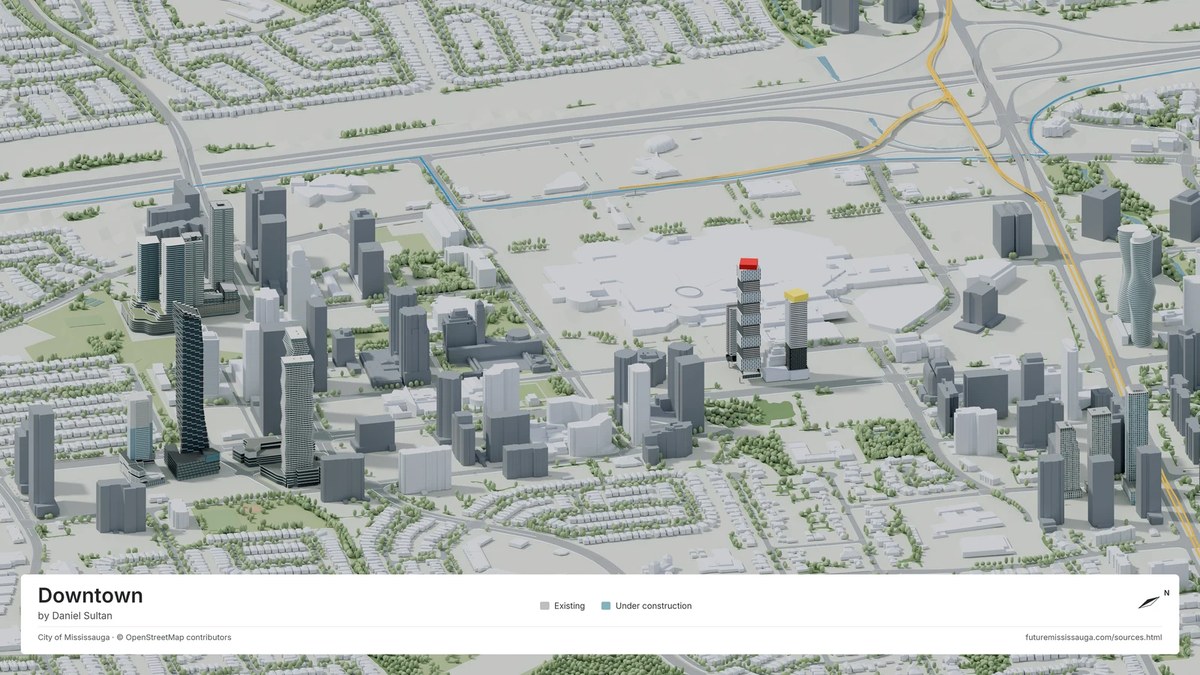 Downtown
by Daniel Sultan
Existing
Under construction
N
City of Mississauga · © OpenStreetMap contributors
futuremississauga.com/sources.html